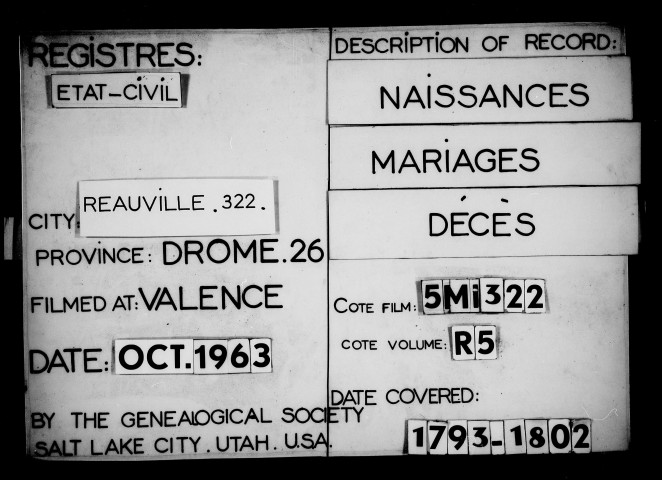 REGISTRES:
ETAT-CIVIL
CITY: REAUVILLE.322.
PROVINCE: DROME.26
FILMED AT: VALENCE
DATE: OCT.1963
BY THE GENEALOGICAL SOCIETY
SALT LAKE CITY. UTAH. U.S.A.
DESCRIPTION OF RECORD:
NAISSANCES
MARIAGES
DÉCÈS
COTE FILM: 5Mi322
COTE VOLUME: R5
DATE COVERED:
1793-1802